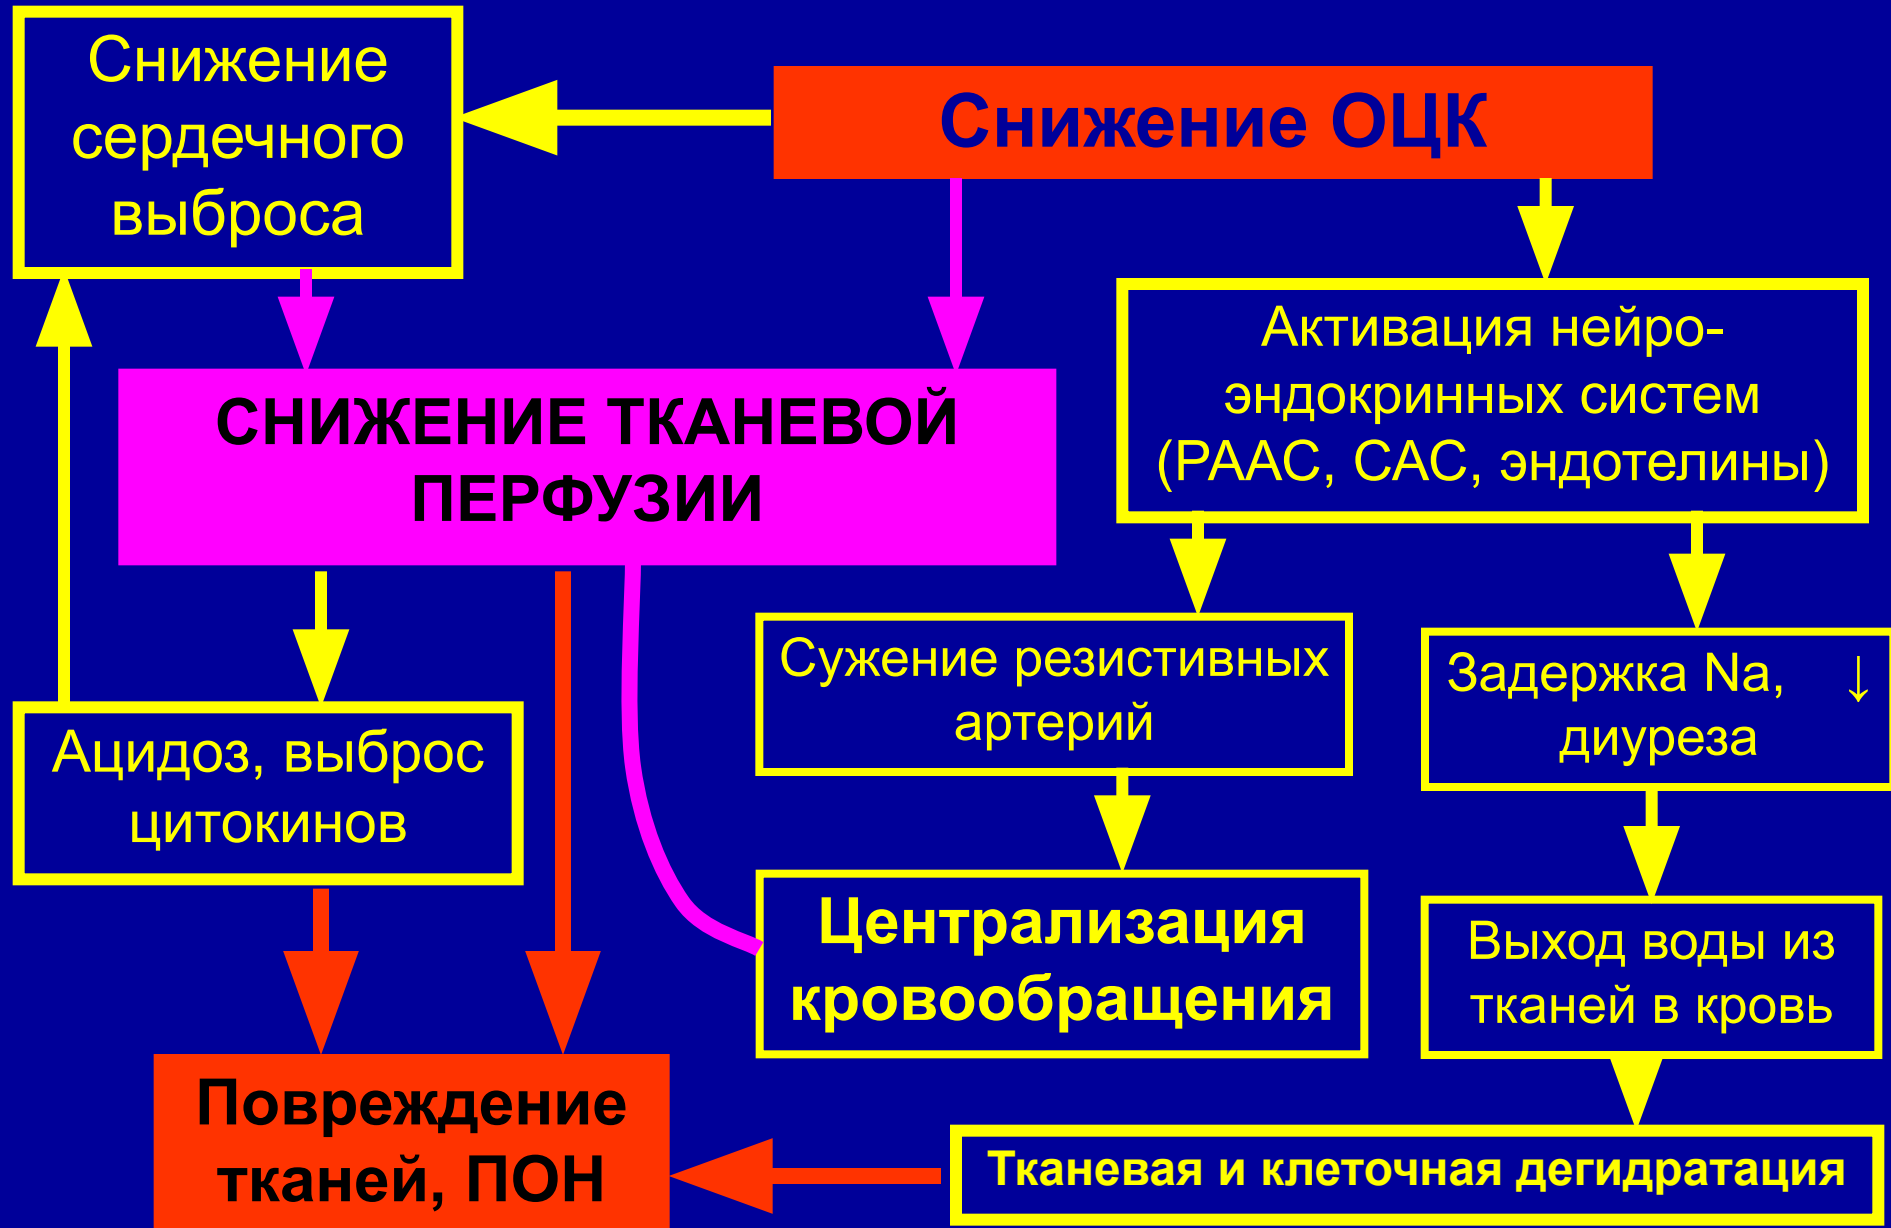 Снижение
сердечного
выброса
Снижение ОЦК
СНИЖЕНИЕ ТКАНЕВОЙ
ПЕРФУЗИИ
Активация нейро-
эндокринных систем
(РААС, САС, эндотелины)
Сужение резистивных
артерий
Задержка Na, ↓
диуреза
Ацидоз, выброс
цитокинов
Централизация
кровообращения
Выход воды из
тканей в кровь
Повреждение
тканей, ПОН
Тканевая и клеточная дегидратация